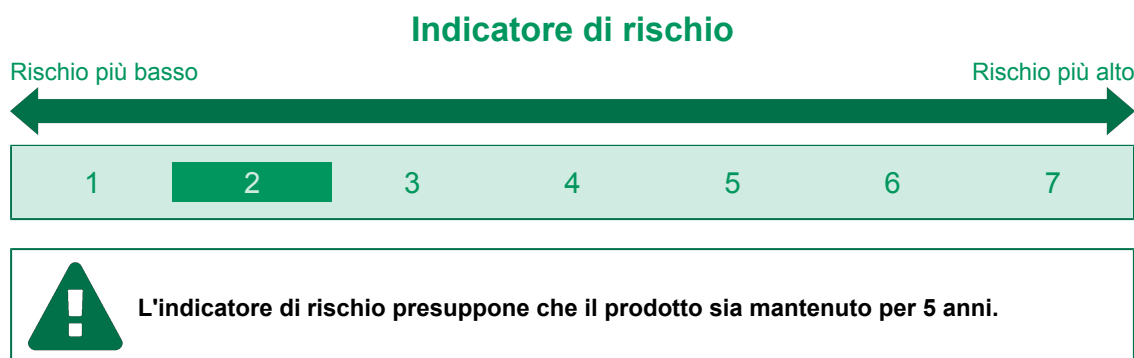 Indicatore di rischio
Rischio più basso Rischio più alto
1 2 3 4 5 6 7
L'indicatore di rischio presuppone che il prodotto sia mantenuto per 5 anni.